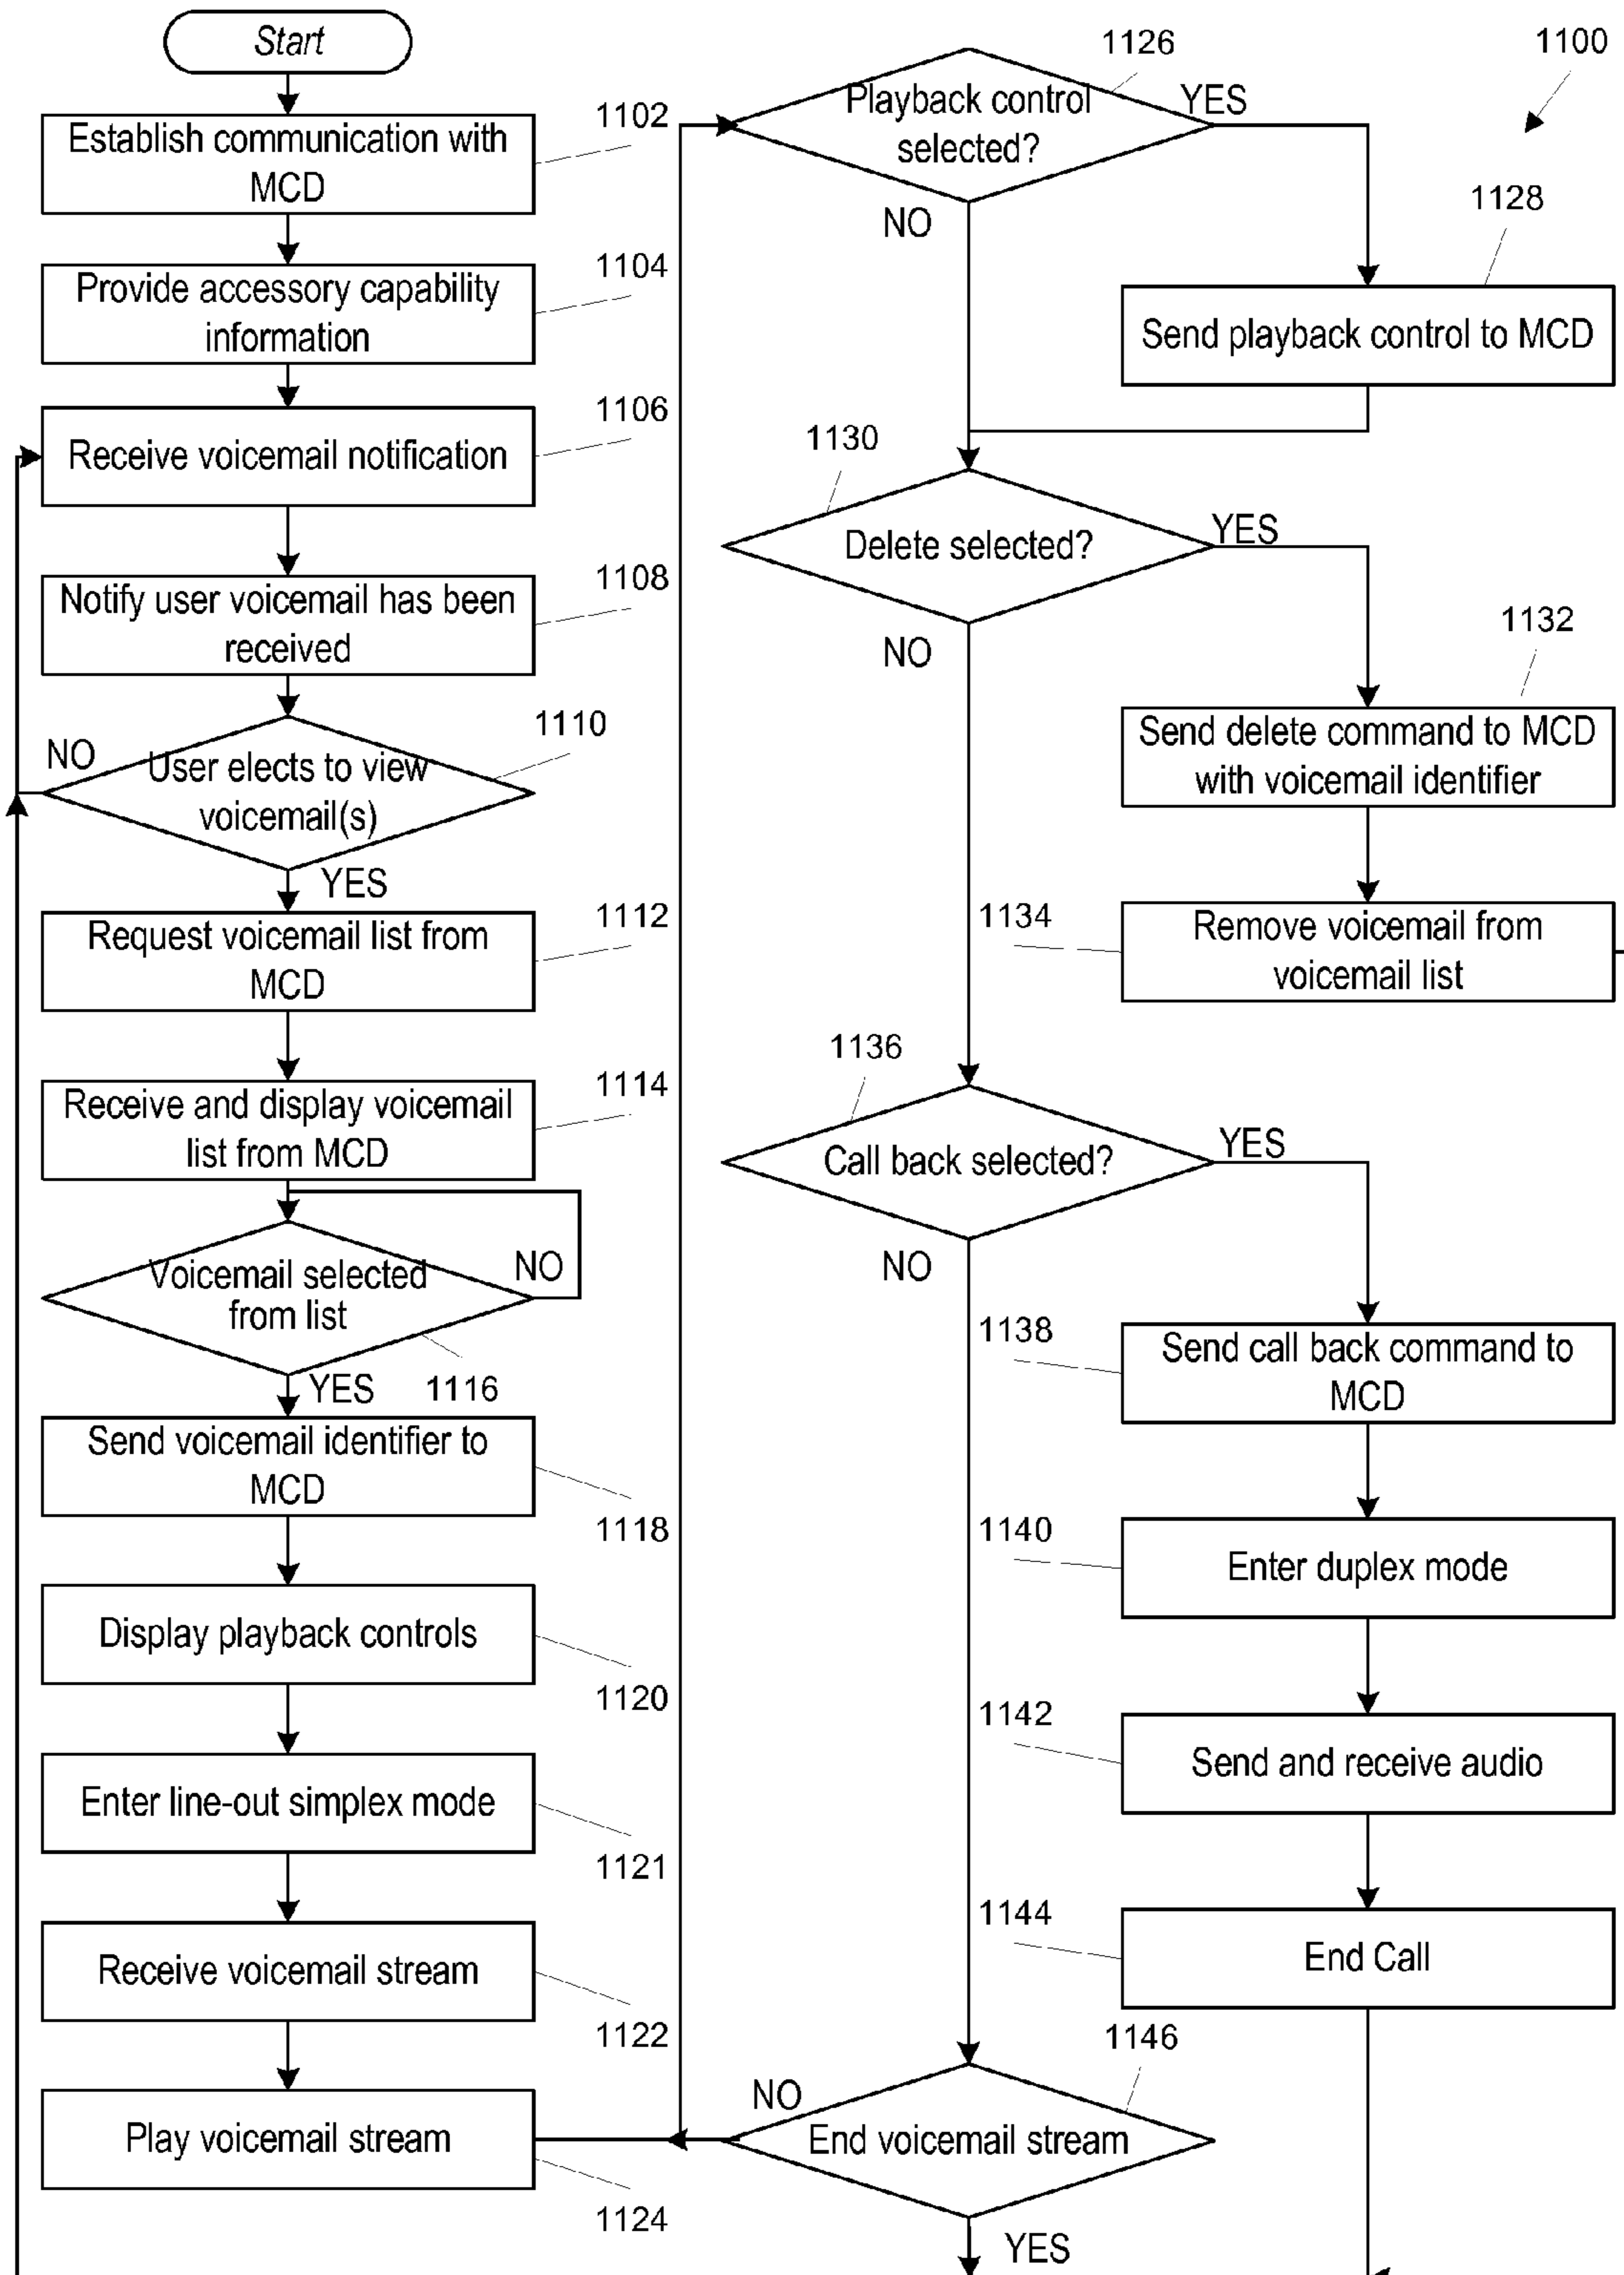 Start
Establish communication with
MCD
1102
Provide accessory capability
information
1104
Receive voicemail notification
1106
Notify user voicemail has been
received
1108
User elects to view
voicemail(s)
1110
NO
YES
Request voicemail list from
MCD
1112
Receive and display voicemail
list from MCD
1114
Voicemail selected
from list
NO
YES
1116
Send voicemail identifier to
MCD
1118
Display playback controls
1120
Enter line-out simplex mode
1121
Receive voicemail stream
1122
Play voicemail stream
1124
1100
1126
Playback control
selected?
YES
NO
1128
Send playback control to MCD
1130
Delete selected?
YES
NO
1132
Send delete command to MCD
with voicemail identifier
1134
Remove voicemail from
voicemail list
1136
Call back selected?
YES
NO
1138
Send call back command to
MCD
1140
Enter duplex mode
1142
Send and receive audio
1144
End Call
1146
NO
End voicemail stream
YES